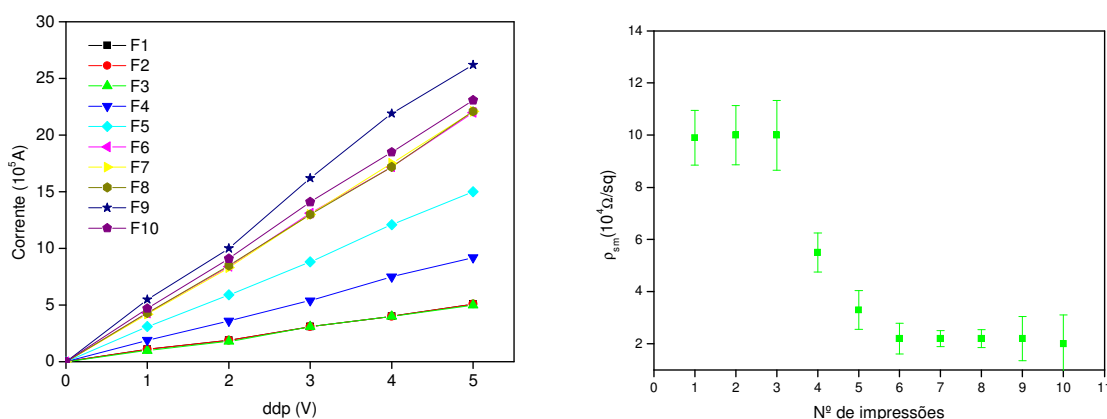 30
25
20
15
10
5
0
Corrente (10⁵A)
F1
F2
F3
F4
F5
F6
F7
F8
F9
F10
0 1 2 3 4 5
ddp (V)
14
12
10
8
6
4
2
ρsm(10⁴Ω/sq)
0 1 2 3 4 5 6 7 8 9 10 11
Nº de impressões